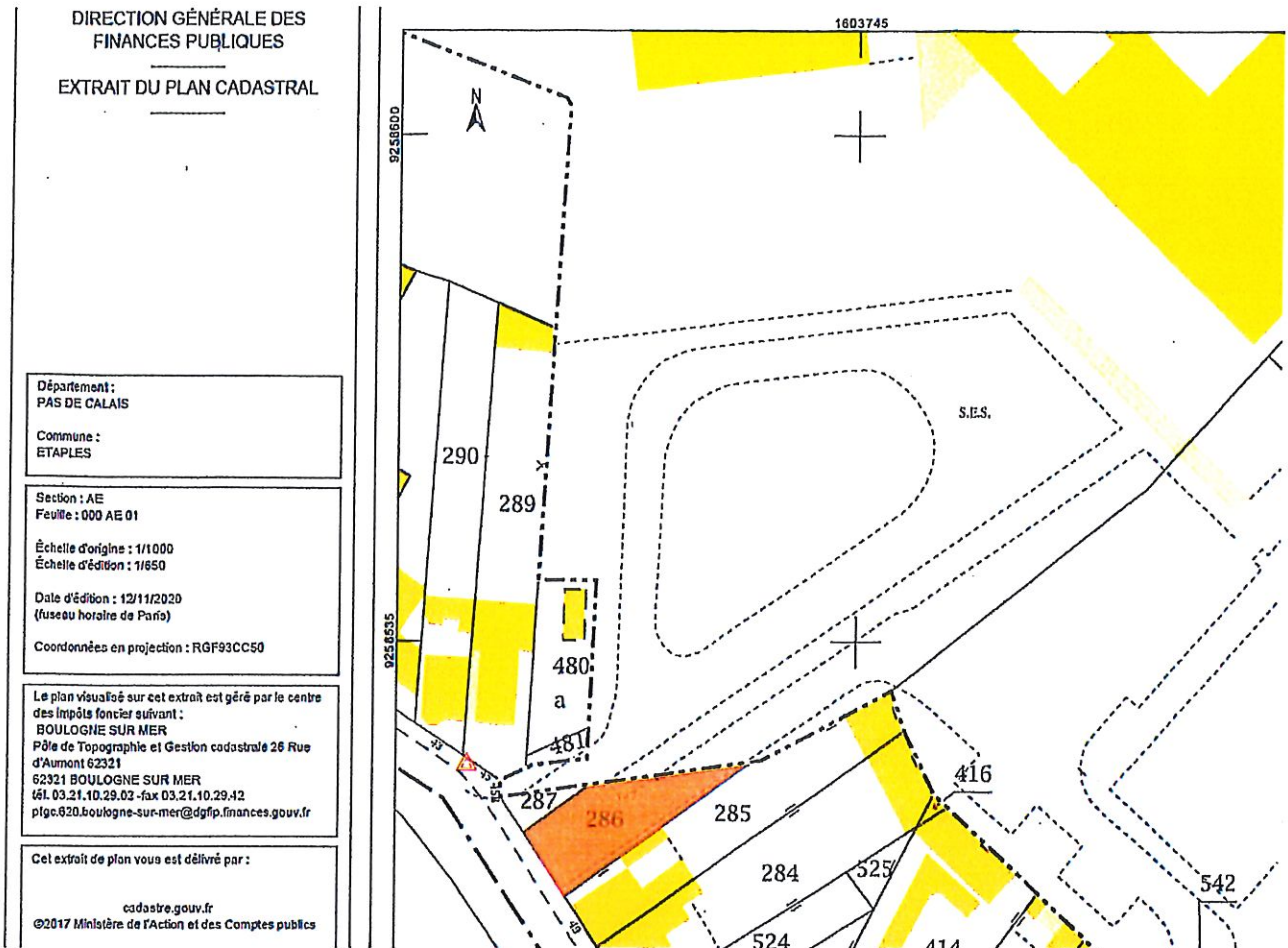 DIRECTION GÉNÉRALE DES
FINANCES PUBLIQUES
EXTRAIT DU PLAN CADASTRAL
Département :
PAS DE CALAIS
Commune :
ETAPLES
Section : AE
Feuille : 000 AE 01
Échelle d'origine : 1/1000
Échelle d'édition : 1/650
Date d'édition : 12/11/2020
(fuseau horaire de Paris)
Coordonnées en projection : RGF93CC50
Le plan visualisé sur cet extrait est géré par le centre
des impôts foncier suivant :
BOULOGNE SUR MER
Pôle de Topographie et Gestion cadastrale 26 Rue
d'Aumont 62321
62321 BOULOGNE SUR MER
tél. 03.21.10.29.02 -fax 03.21.10.29.42
ptgc.620.boulogne-sur-mer@dgfip.finances.gouv.fr
Cet extrait de plan vous est délivré par :
cadastre.gouv.fr
©2017 Ministère de l'Action et des Comptes publics
1603745
N
9258600
S.E.S.
290
289
9258535
480
a
481
43
45
287
286
285
416
284
525
542
49
524
414